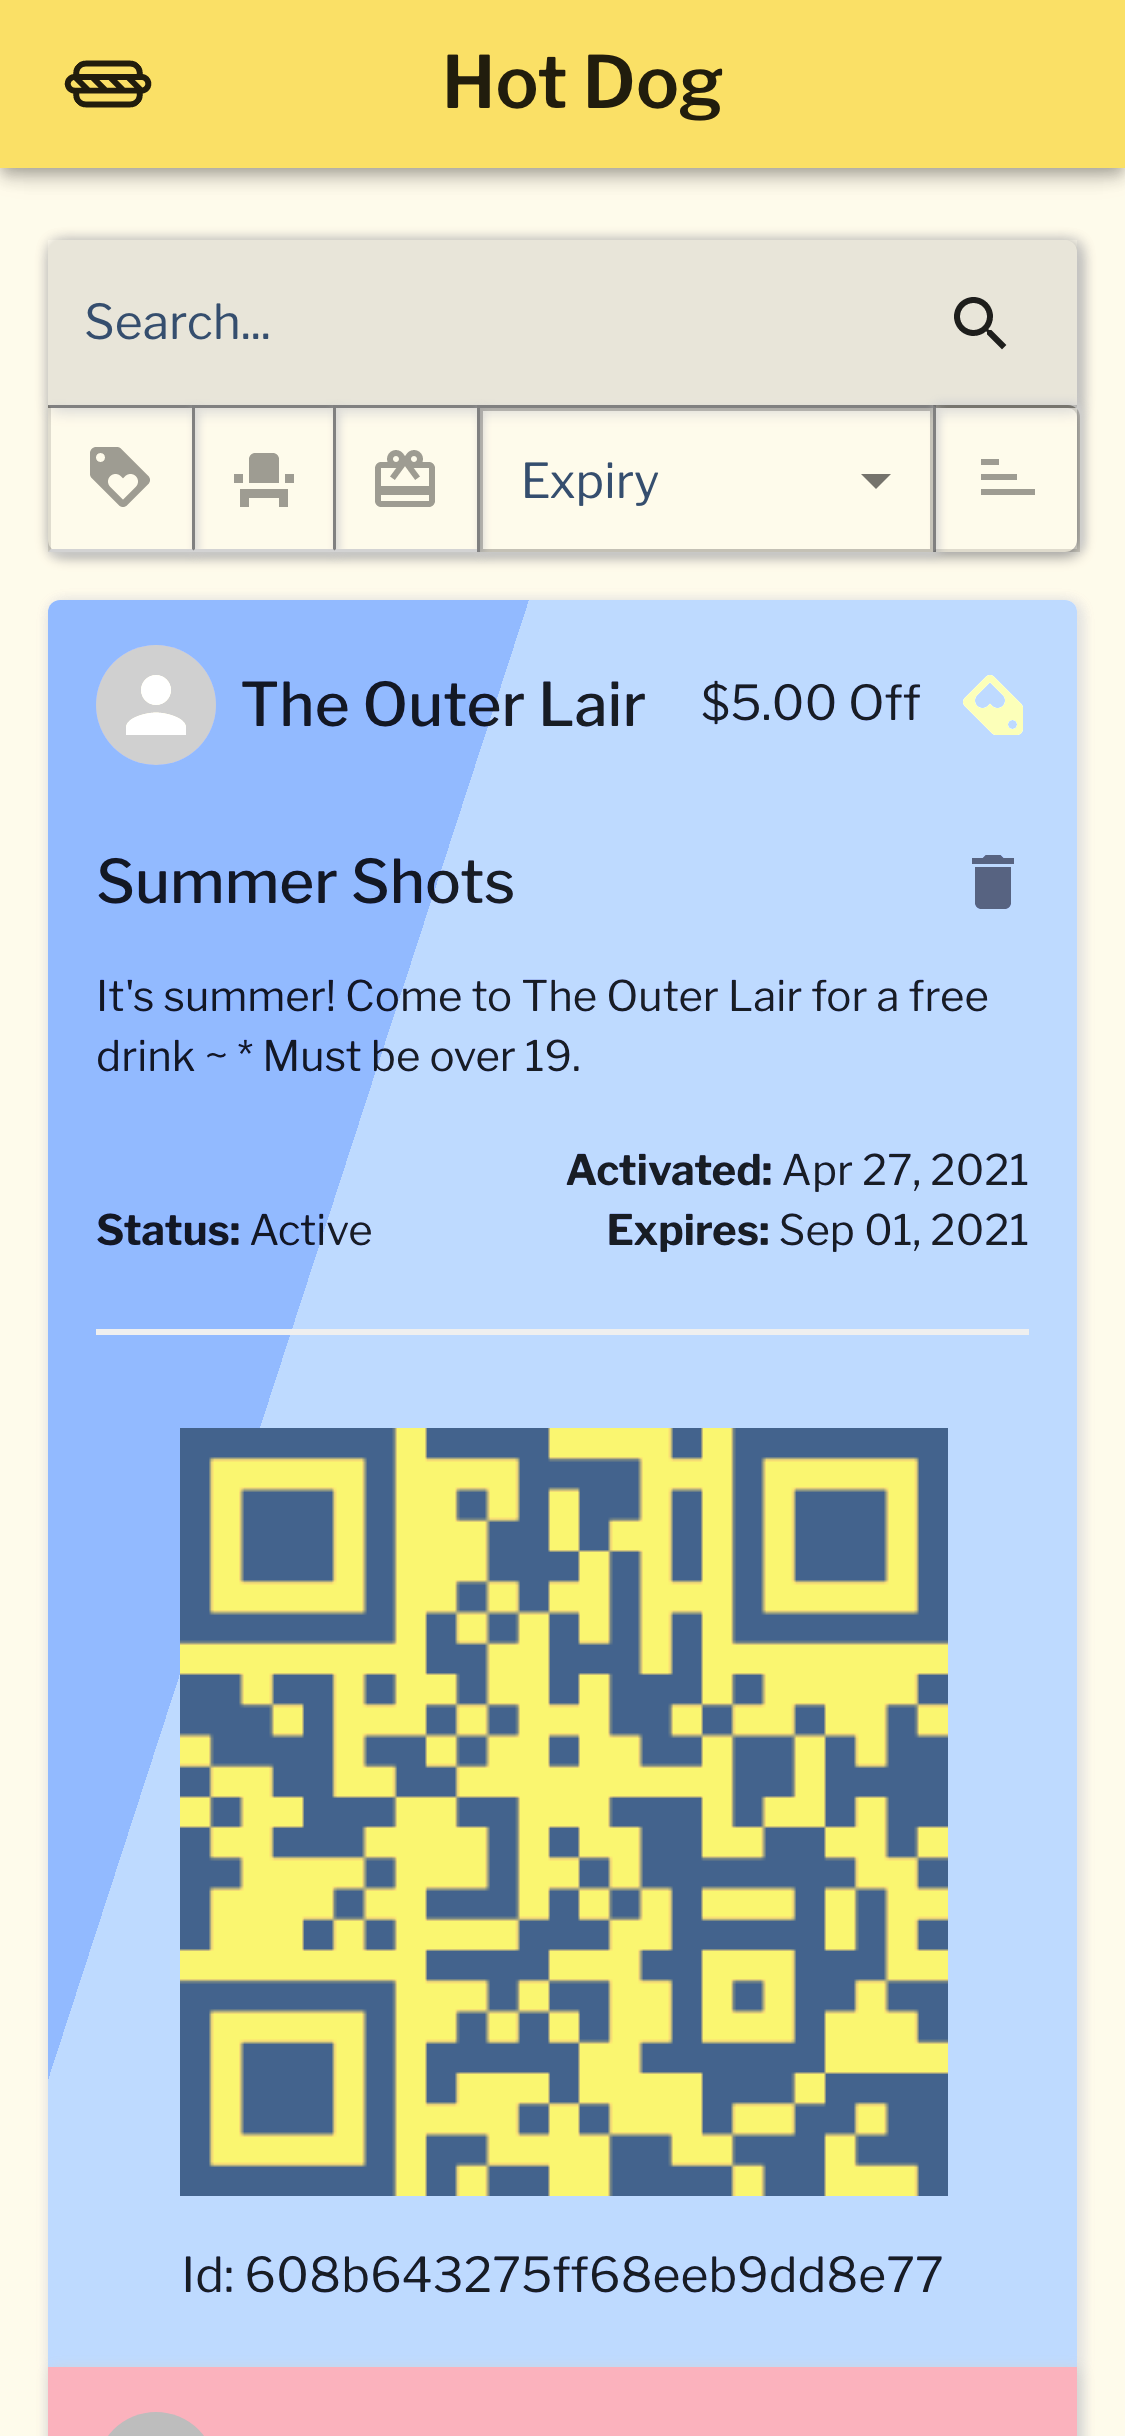 Hot Dog
Search...
Expiry
The Outer Lair $5.00 Off
Summer Shots
It's summer! Come to The Outer Lair for a free
drink ~ * Must be over 19.
Activated: Apr 27, 2021
Status: Active Expires: Sep 01, 2021
Id: 608b643275ff68eeb9dd8e77